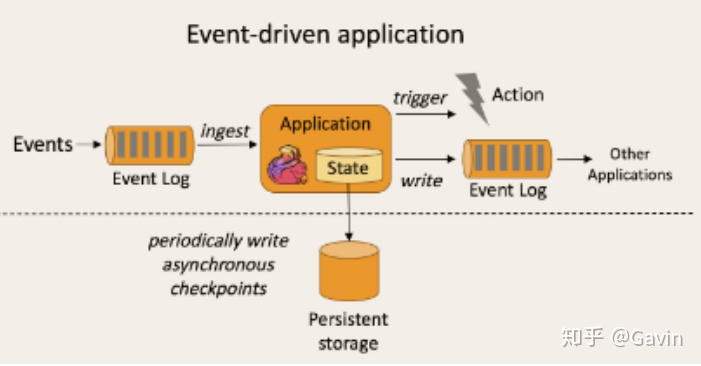 Event-driven application
Events
Event Log
ingest
Application
State
trigger
Action
write
Event Log
Other
Applications
periodically write
asynchronous
checkpoints
Persistent
storage
知乎 @Gavin